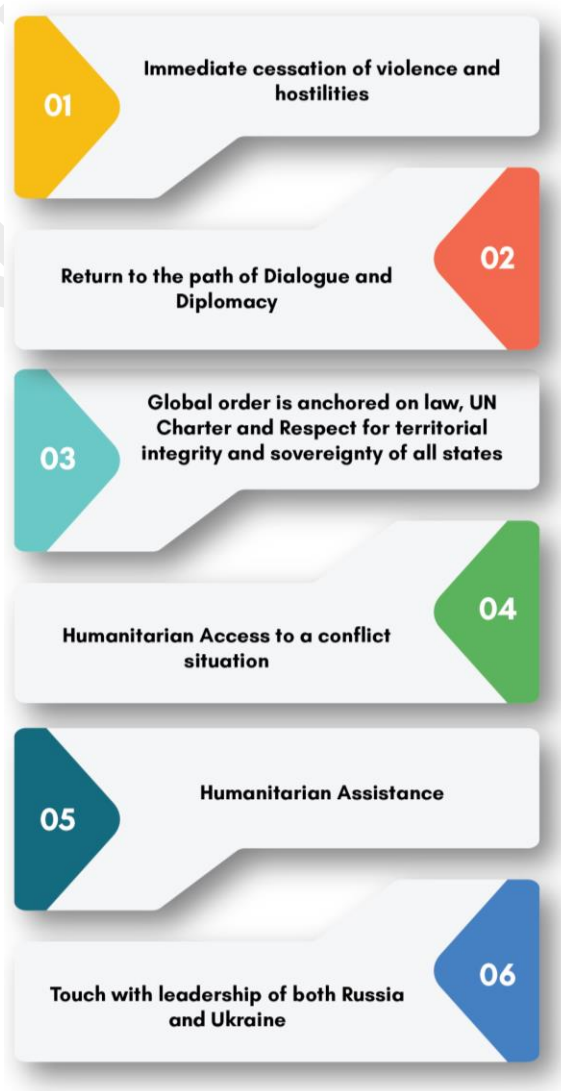 01
Immediate cessation of violence and
hostilities
02
Return to the path of Dialogue and
Diplomacy
03
Global order is anchored on law, UN
Charter and Respect for territorial
integrity and sovereignty of all states
04
Humanitarian Access to a conflict
situation
05
Humanitarian Assistance
06
Touch with leadership of both Russia
and Ukraine